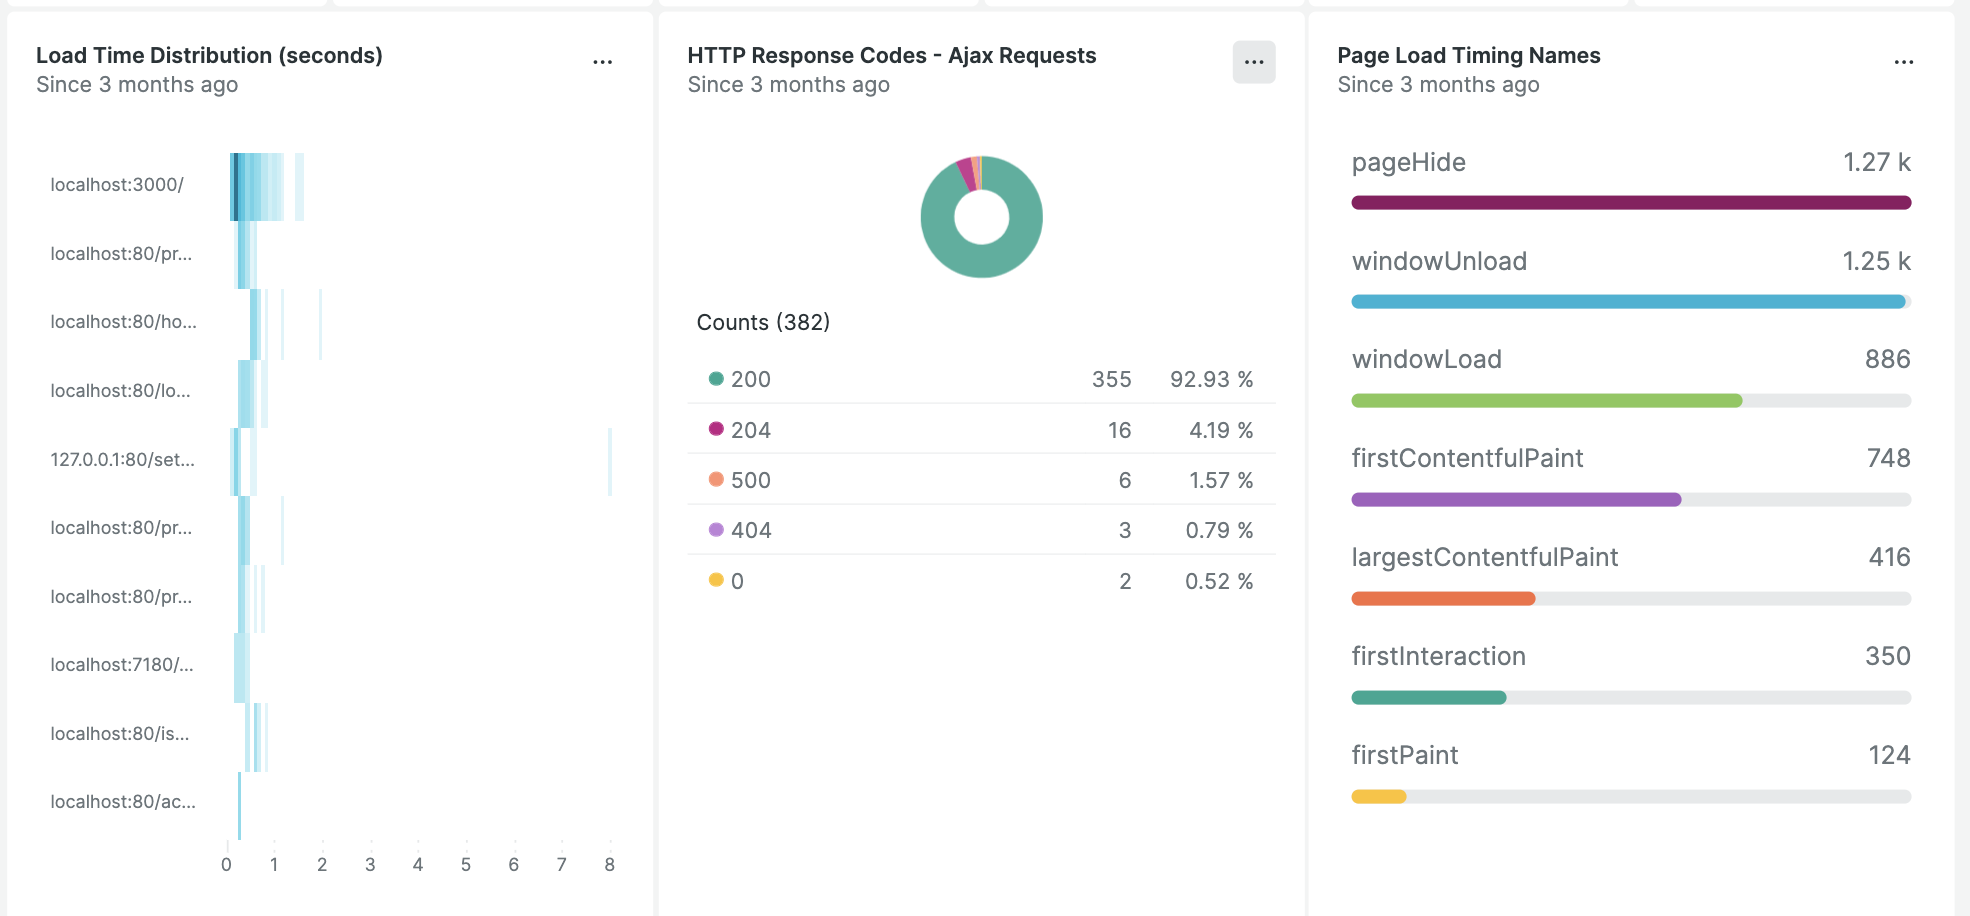 Load Time Distribution (seconds)
Since 3 months ago
...
localhost:3000/
localhost:80/pr...
localhost:80/ho...
localhost:80/lo...
127.0.0.1:80/set...
localhost:80/pr...
localhost:80/pr...
localhost:7180/...
localhost:80/is...
localhost:80/ac...
0 1 2 3 4 5 6 7 8
HTTP Response Codes - Ajax Requests
Since 3 months ago
...
Counts (382)
200 355 92.93 %
204 16 4.19 %
500 6 1.57 %
404 3 0.79 %
0 2 0.52 %
Page Load Timing Names
Since 3 months ago
...
pageHide 1.27 k
windowUnload 1.25 k
windowLoad 886
firstContentfulPaint 748
largestContentfulPaint 416
firstInteraction 350
firstPaint 124